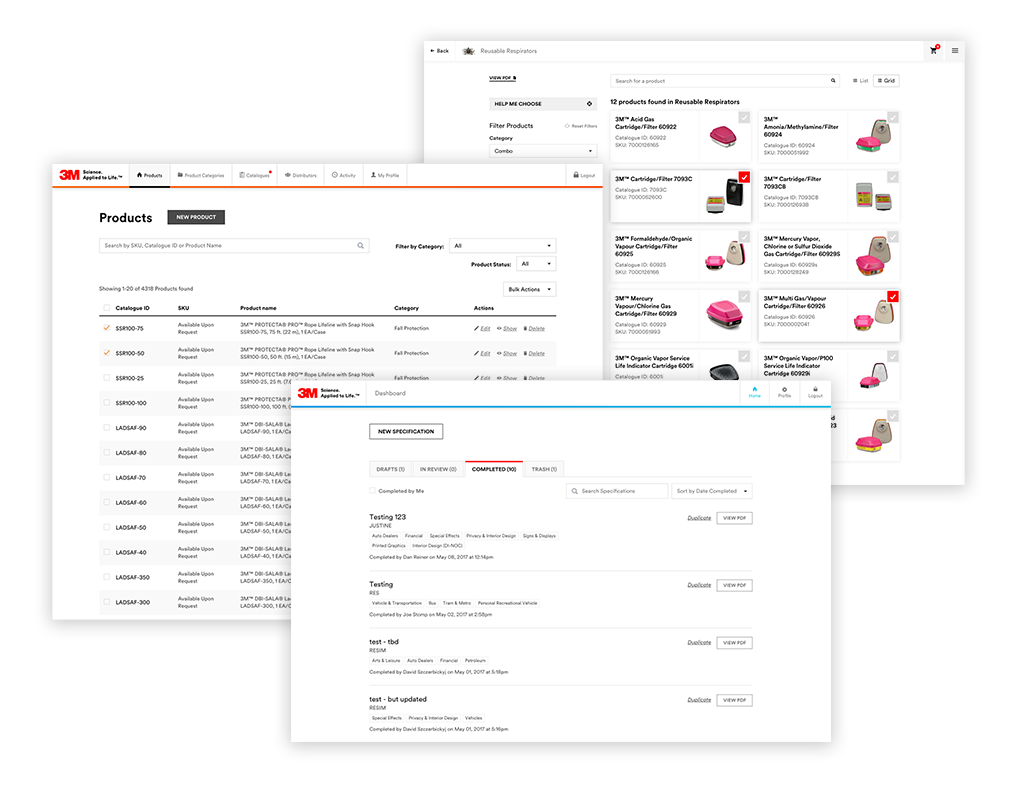 Back
Reusable Respirators
VIEW PDF
HELP ME CHOOSE
Filter Products
Reset Filters
Category
Combo
Search for a product
List
Grid
12 products found in Reusable Respirators
3M™ Acid Gas
Cartridge/Filter 60922
Catalogue ID: 60922
SKU: 7000126165
3M™
Amonia/Methylamine/Filter
60924
Catalogue ID: 60924
SKU: 7000051992
3M™ Cartridge/Filter 7093C
Catalogue ID: 7093C
SKU: 7000052600
3M™ Cartridge/Filter
7093CB
Catalogue ID: 7093CB
SKU: 7000126938
3M™ Formaldehyde/Organic
Vapour Cartridge/Filter
60925
Catalogue ID: 60925
SKU: 7000126166
3M™ Mercury Vapor,
Chlorine or Sulfur Dioxide
Gas Cartridge/Filter 60929S
Catalogue ID: 60929s
SKU: 7000128249
3M™ Mercury
Vapour/Chlorine Gas
Cartridge/Filter 60929
Catalogue ID: 60929
SKU: 7000051993
3M™ Multi Gas/Vapour
Cartridge/Filter 60926
Catalogue ID: 60926
SKU: 7000002041
3M™ Organic Vapor Service
Life Indicator Cartridge 6001i
Catalogue ID: 6001i
3M™ Organic Vapor/P100
Service Life Indicator
Cartridge 60921i
3M Science.
Applied to Life.™
Products
Product Categories
Catalogues
Distributors
Activity
My Profile
Logout
Products
NEW PRODUCT
Search by SKU, Catalogue ID or Product Name
Filter by Category:
All
Product Status:
All
Showing 1-20 of 4318 Products found
Bulk Actions
Catalogue ID
SKU
Product name
Category
Actions
SSR100-75
Available Upon
Request
3M™ PROTECTA® PRO™ Rope Lifeline with Snap Hook
SSR100-75, 75 ft. (22 m), 1 EA/Case
Fall Protection
Edit
Show
Delete
SSR100-50
Available Upon
Request
3M™ PROTECTA® PRO™ Rope Lifeline with Snap Hook
SSR100-50, 50 ft. (15 m), 1 EA/Case
Fall Protection
Edit
Show
Delete
SSR100-25
Available Upon
Request
3M™ PROTECTA® PRO™ Rope Lifeline with Snap Hook
SSR100-25, 25 ft.
Fall Protection
Edit
Show
Delete
SSR100-100
Available Upon
Request
3M™ PROTECTA®
SSR100-100, 100 ft.
LADSAF-90
Available Upon
Request
3M™ DBI-SALA®
LADSAF-90, 1 EA/
LADSAF-80
Available Upon
Request
3M™ DBI-SALA®
LADSAF-80, 1 EA/
LADSAF-70
Available Upon
Request
3M™ DBI-SALA®
LADSAF-70, 1 EA/
LADSAF-60
Available Upon
Request
3M™ DBI-SALA®
LADSAF-60, 1 EA/
LADSAF-50
Available Upon
Request
3M™ DBI-SALA®
LADSAF-50, 1 EA/
LADSAF-40
Available Upon
Request
3M™ DBI-SALA®
LADSAF-40, 1 EA/
LADSAF-350
Available Upon
Request
3M™ DBI-SALA®
LADSAF-350, 1 EA/
LADSAF-300
Available Upon
Request
3M™ DBI-SALA®
LADSAF-300, 1 EA/
3M Science.
Applied to Life.™
Dashboard
Home
Profile
Logout
NEW SPECIFICATION
DRAFTS (1)
IN REVIEW (0)
COMPLETED (10)
TRASH (1)
Completed by Me
Search Specifications
Sort by Date Completed
Testing 123
Duplicate
VIEW PDF
JUSTINE
Auto Dealers Financial Special Effects Privacy & Interior Design Signs & Displays
Printed Graphics Interior Design (DI-NOC)
Completed by Dan Reiner on May 08, 2017 at 12:14pm
Testing
Duplicate
VIEW PDF
RES
Vehicle & Transportation Bus Tram & Metro Personal Recreational Vehicle
Completed by Joe Stomp on May 02, 2017 at 2:58pm
test - tbd
Duplicate
VIEW PDF
RESIM
Arts & Leisure Auto Dealers Financial Petroleum
Completed by David Szczerbickyj on May 01, 2017 at 5:18pm
test - but updated
Duplicate
VIEW PDF
RESIM
Special Effects Privacy & Interior Design Vehicles
Completed by David Szczerbickyj on May 01, 2017 at 5:16pm